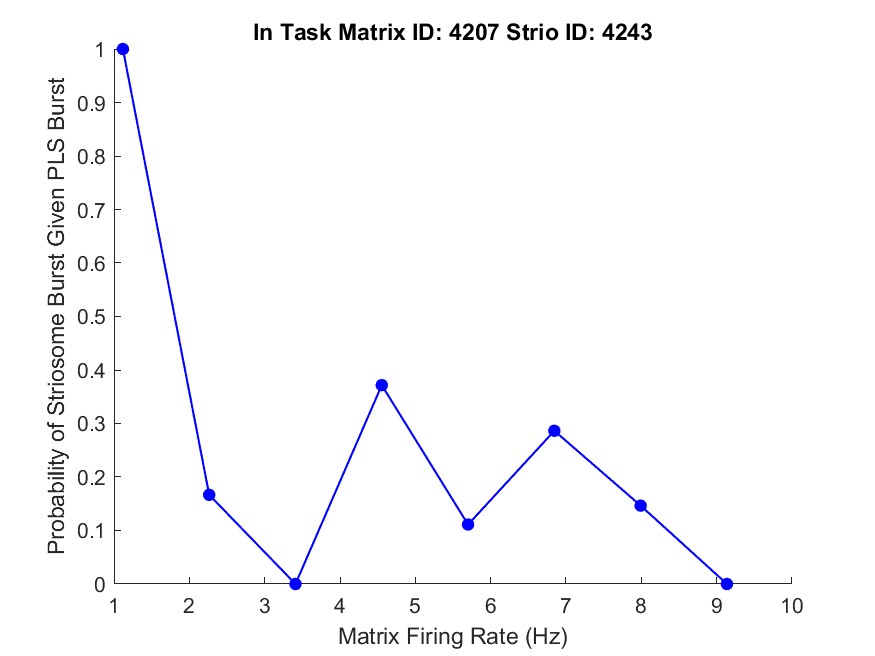 In Task Matrix ID: 4207 Strio ID: 4243
Probability of Striosome Burst Given PLS Burst
1
0.9
0.8
0.7
0.6
0.5
0.4
0.3
0.2
0.1
0
1 2 3 4 5 6 7 8 9 10
Matrix Firing Rate (Hz)